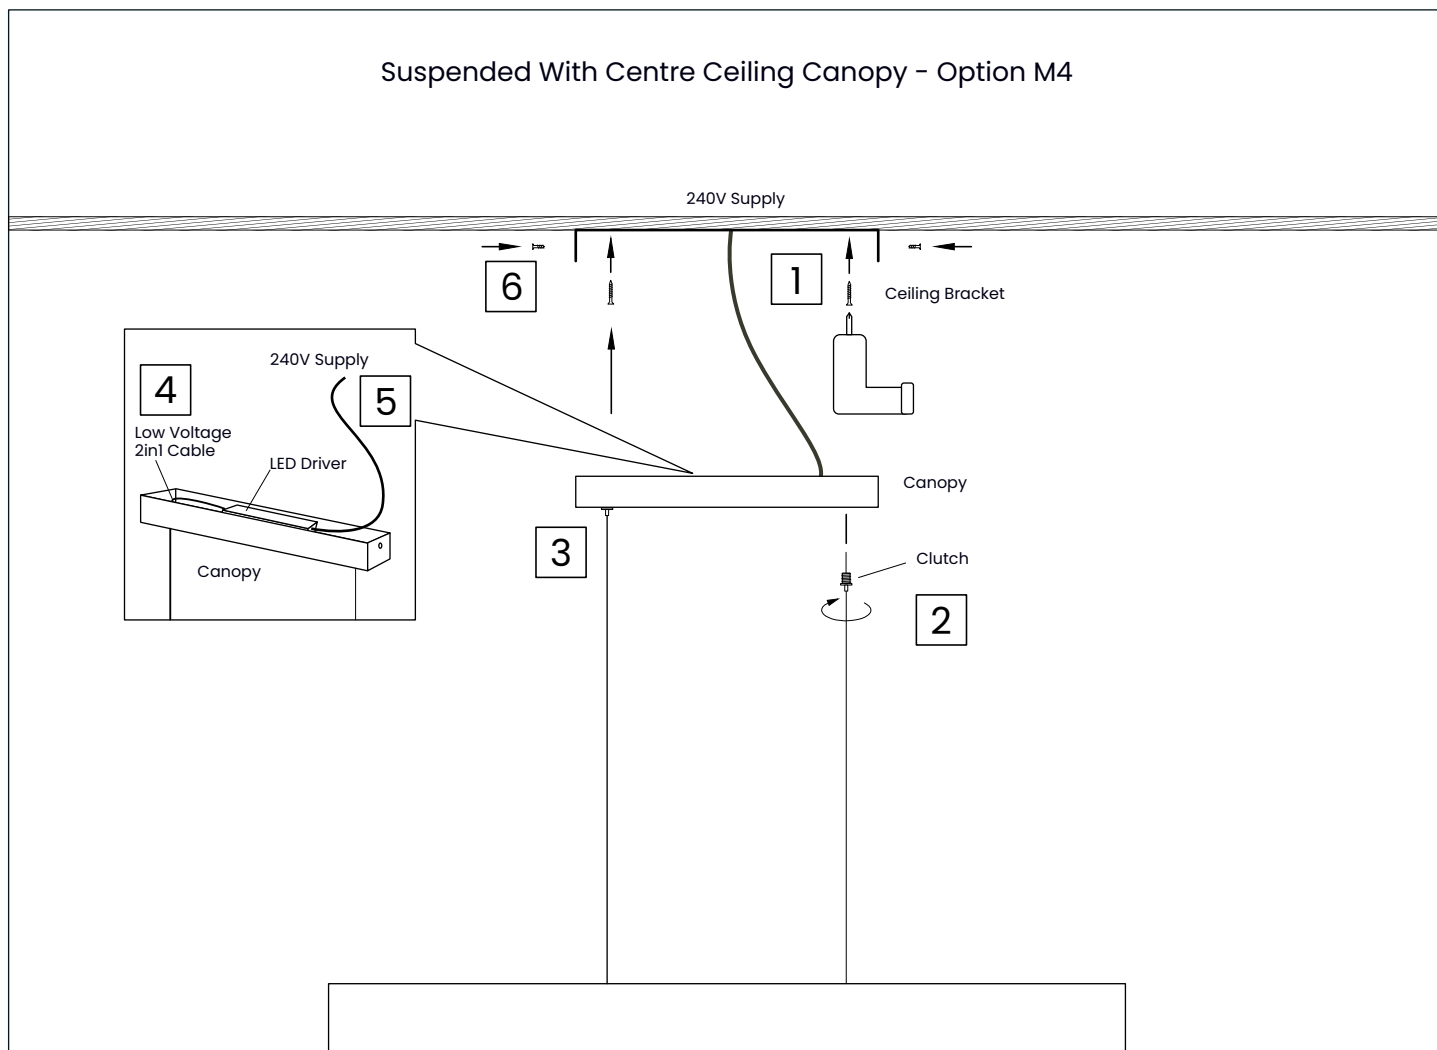 Suspended With Centre Ceiling Canopy - Option M4
240V Supply
6
1
Ceiling Bracket
240V Supply
4
5
Low Voltage
2in1 Cable
LED Driver
Canopy
Canopy
3
Clutch
2